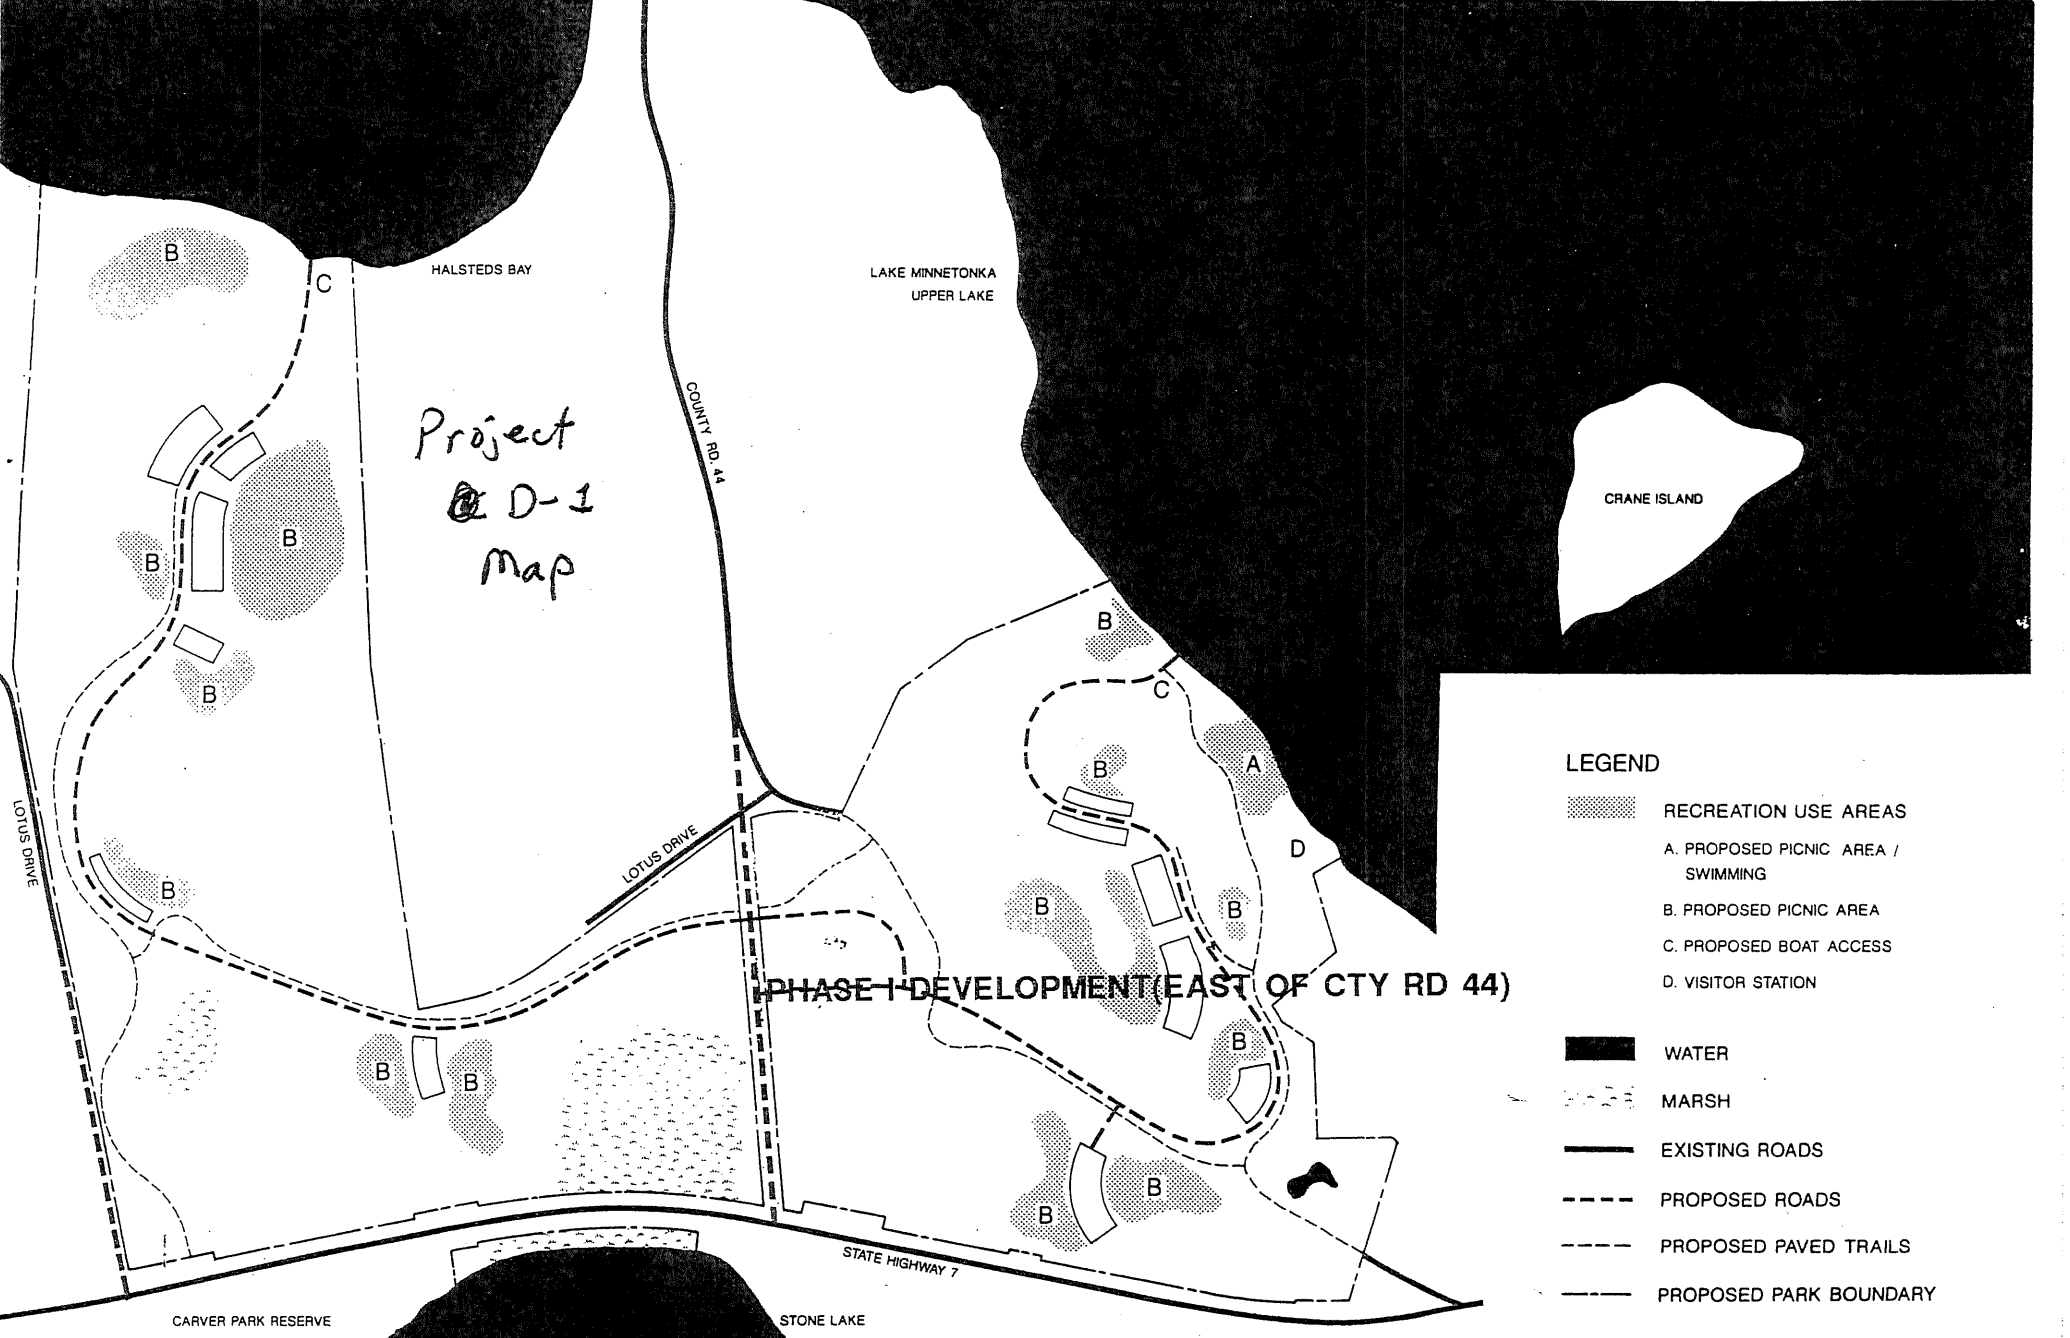 B
C
HALSTEDS BAY
LAKE MINNETONKA
UPPER LAKE
COUNTY RD. 44
Project
D-1
Map
CRANE ISLAND
B
B
B
B
C
B
A
LOTUS DRIVE
LOTUS DRIVE
B
D
B
B
PHASE I DEVELOPMENT(EAST OF CTY RD 44)
B
B
B
B
B
STATE HIGHWAY 7
CARVER PARK RESERVE
STONE LAKE
LEGEND
RECREATION USE AREAS
A. PROPOSED PICNIC AREA /
SWIMMING
B. PROPOSED PICNIC AREA
C. PROPOSED BOAT ACCESS
D. VISITOR STATION
WATER
MARSH
EXISTING ROADS
PROPOSED ROADS
PROPOSED PAVED TRAILS
PROPOSED PARK BOUNDARY